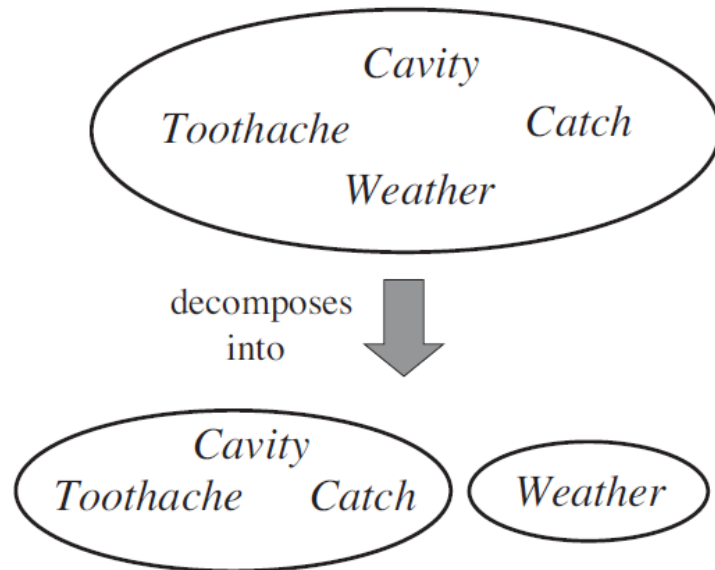 Cavity
Toothache Catch
Weather
decomposes
into
Cavity
Toothache Catch
Weather